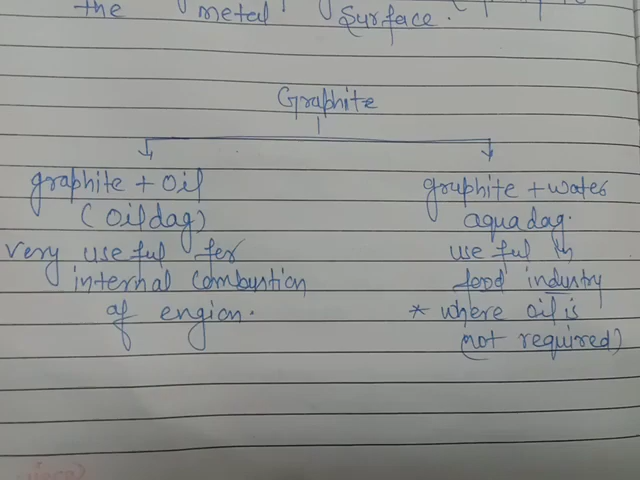 the metal surface.
Graphite
graphite + oil
(Oildag)
very useful for
internal combustion
of engion.
graphite + water
aquadag.
useful in
food industry
* where oil is
(not required)